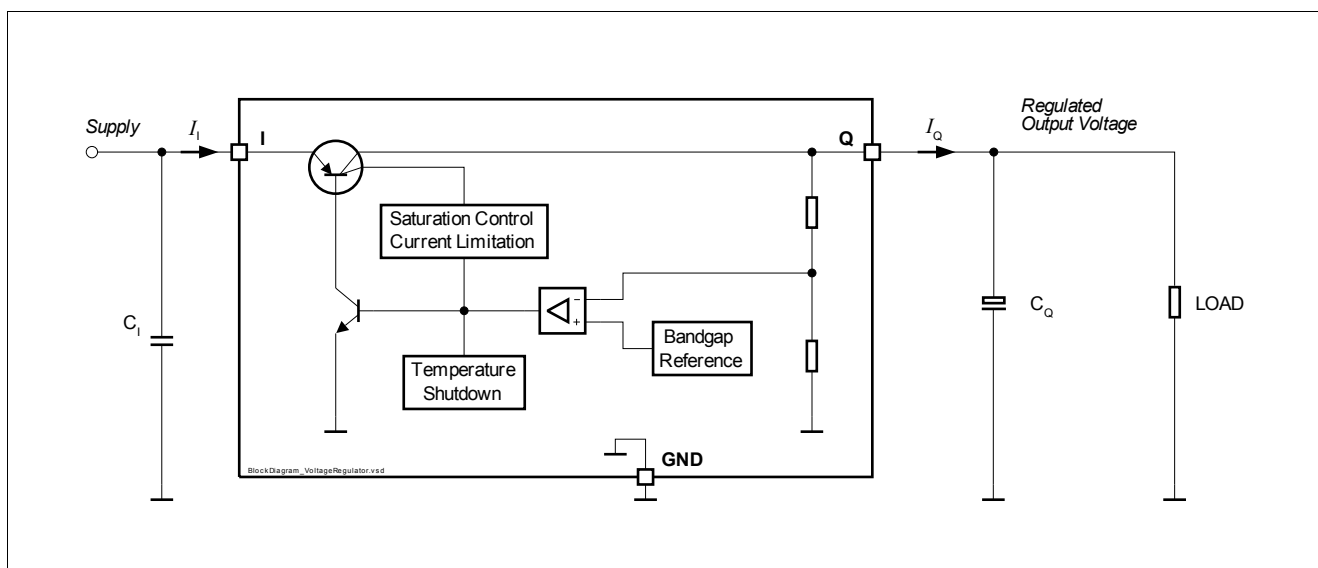 Supply
I_I
I
Q
I_Q
Regulated
Output Voltage
Saturation Control
Current Limitation
C_I
-
+
Bandgap
Reference
Temperature
Shutdown
C_Q
LOAD
GND
BlockDiagram_VoltageRegulator.vsd